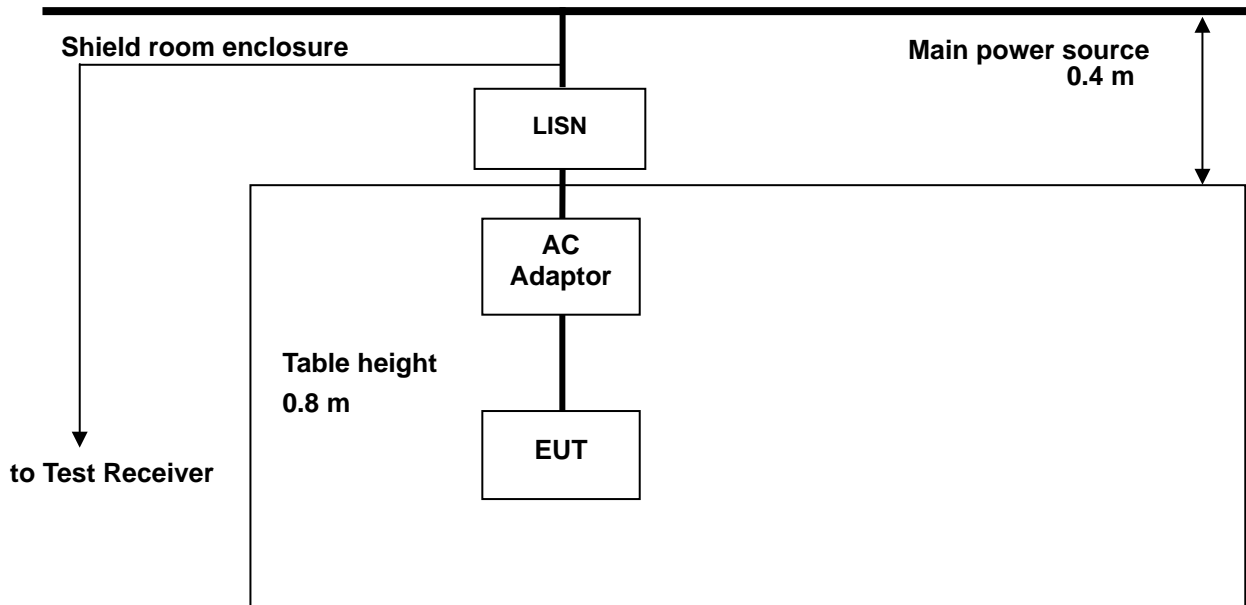 Shield room enclosure
Main power source
0.4 m
LISN
AC
Adaptor
Table height
0.8 m
EUT
to Test Receiver